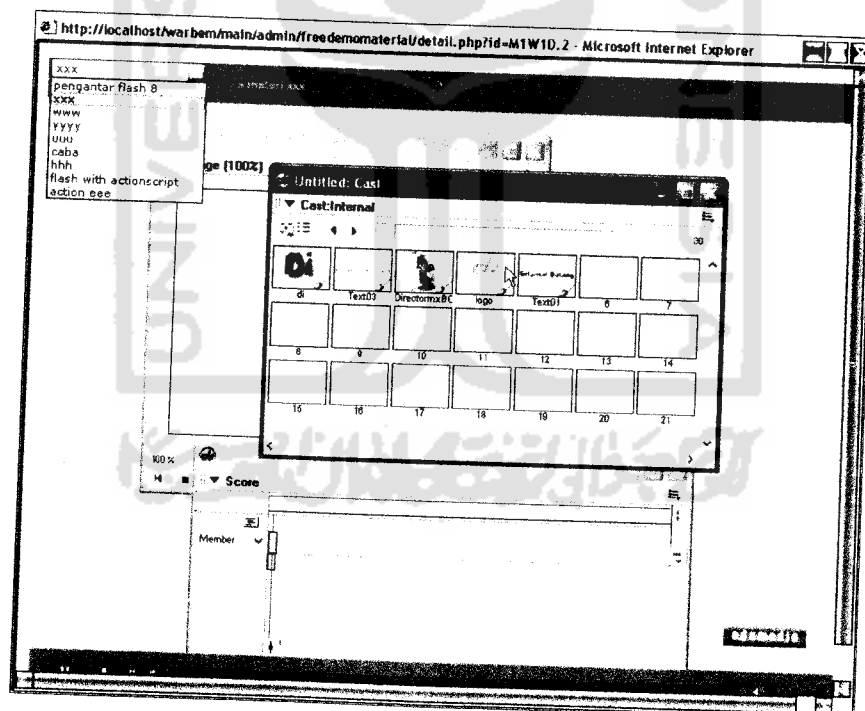 http://localhost/warbem/main/admin/freedemomaterial/detail.php?id=M1W1D.2 - Microsoft Internet Explorer
xxx
pengantar flash 8
xxx
www
yyyy
uuu
caba
hhh
flash with actionscript
action eee
ge (100%)
Untitled: Cast
Cast:Internal
30
Di
di
Text03
logo
Text01
6
7
8
9
10
11
12
13
14
15
16
17
18
19
20
21
100 %
Score
Member